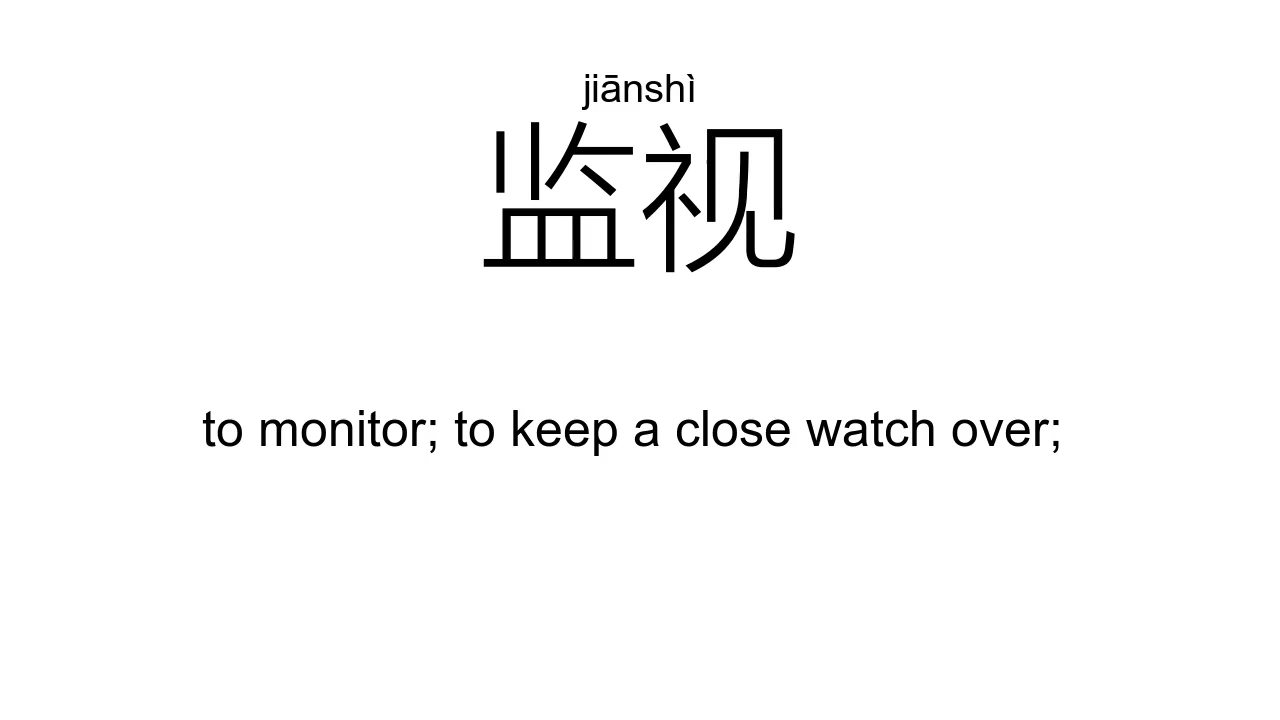 jiānshì
监视
to monitor; to keep a close watch over;